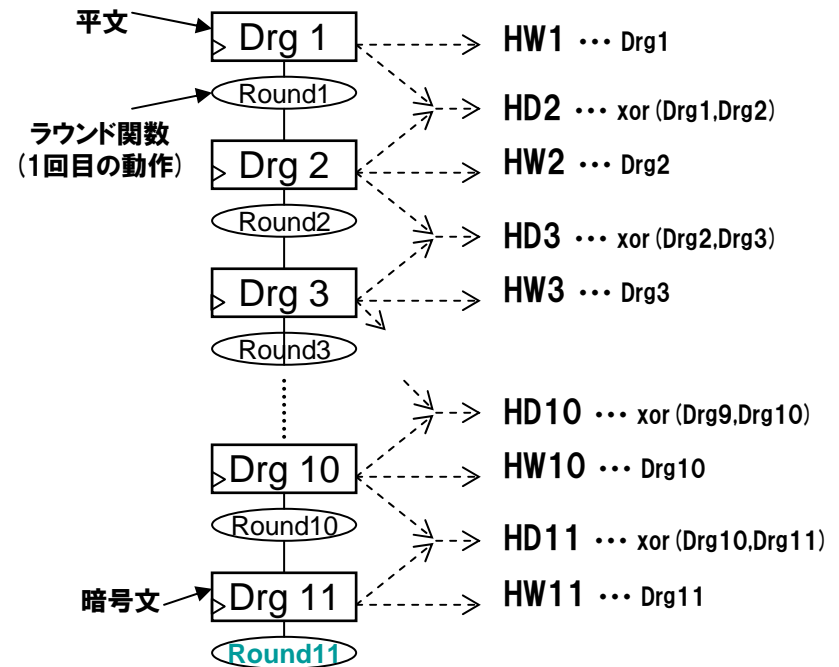 平文
Drg 1
HW1 ・・・ Drg1
Round1
HD2 ・・・ xor(Drg1,Drg2)
ラウンド関数
(1回目の動作)
Drg 2
HW2 ・・・ Drg2
Round2
HD3 ・・・ xor(Drg2,Drg3)
Drg 3
HW3 ・・・ Drg3
Round3
HD10 ・・・ xor(Drg9,Drg10)
Drg 10
HW10 ・・・ Drg10
Round10
HD11 ・・・ xor(Drg10,Drg11)
暗号文
Drg 11
HW11 ・・・ Drg11
Round11